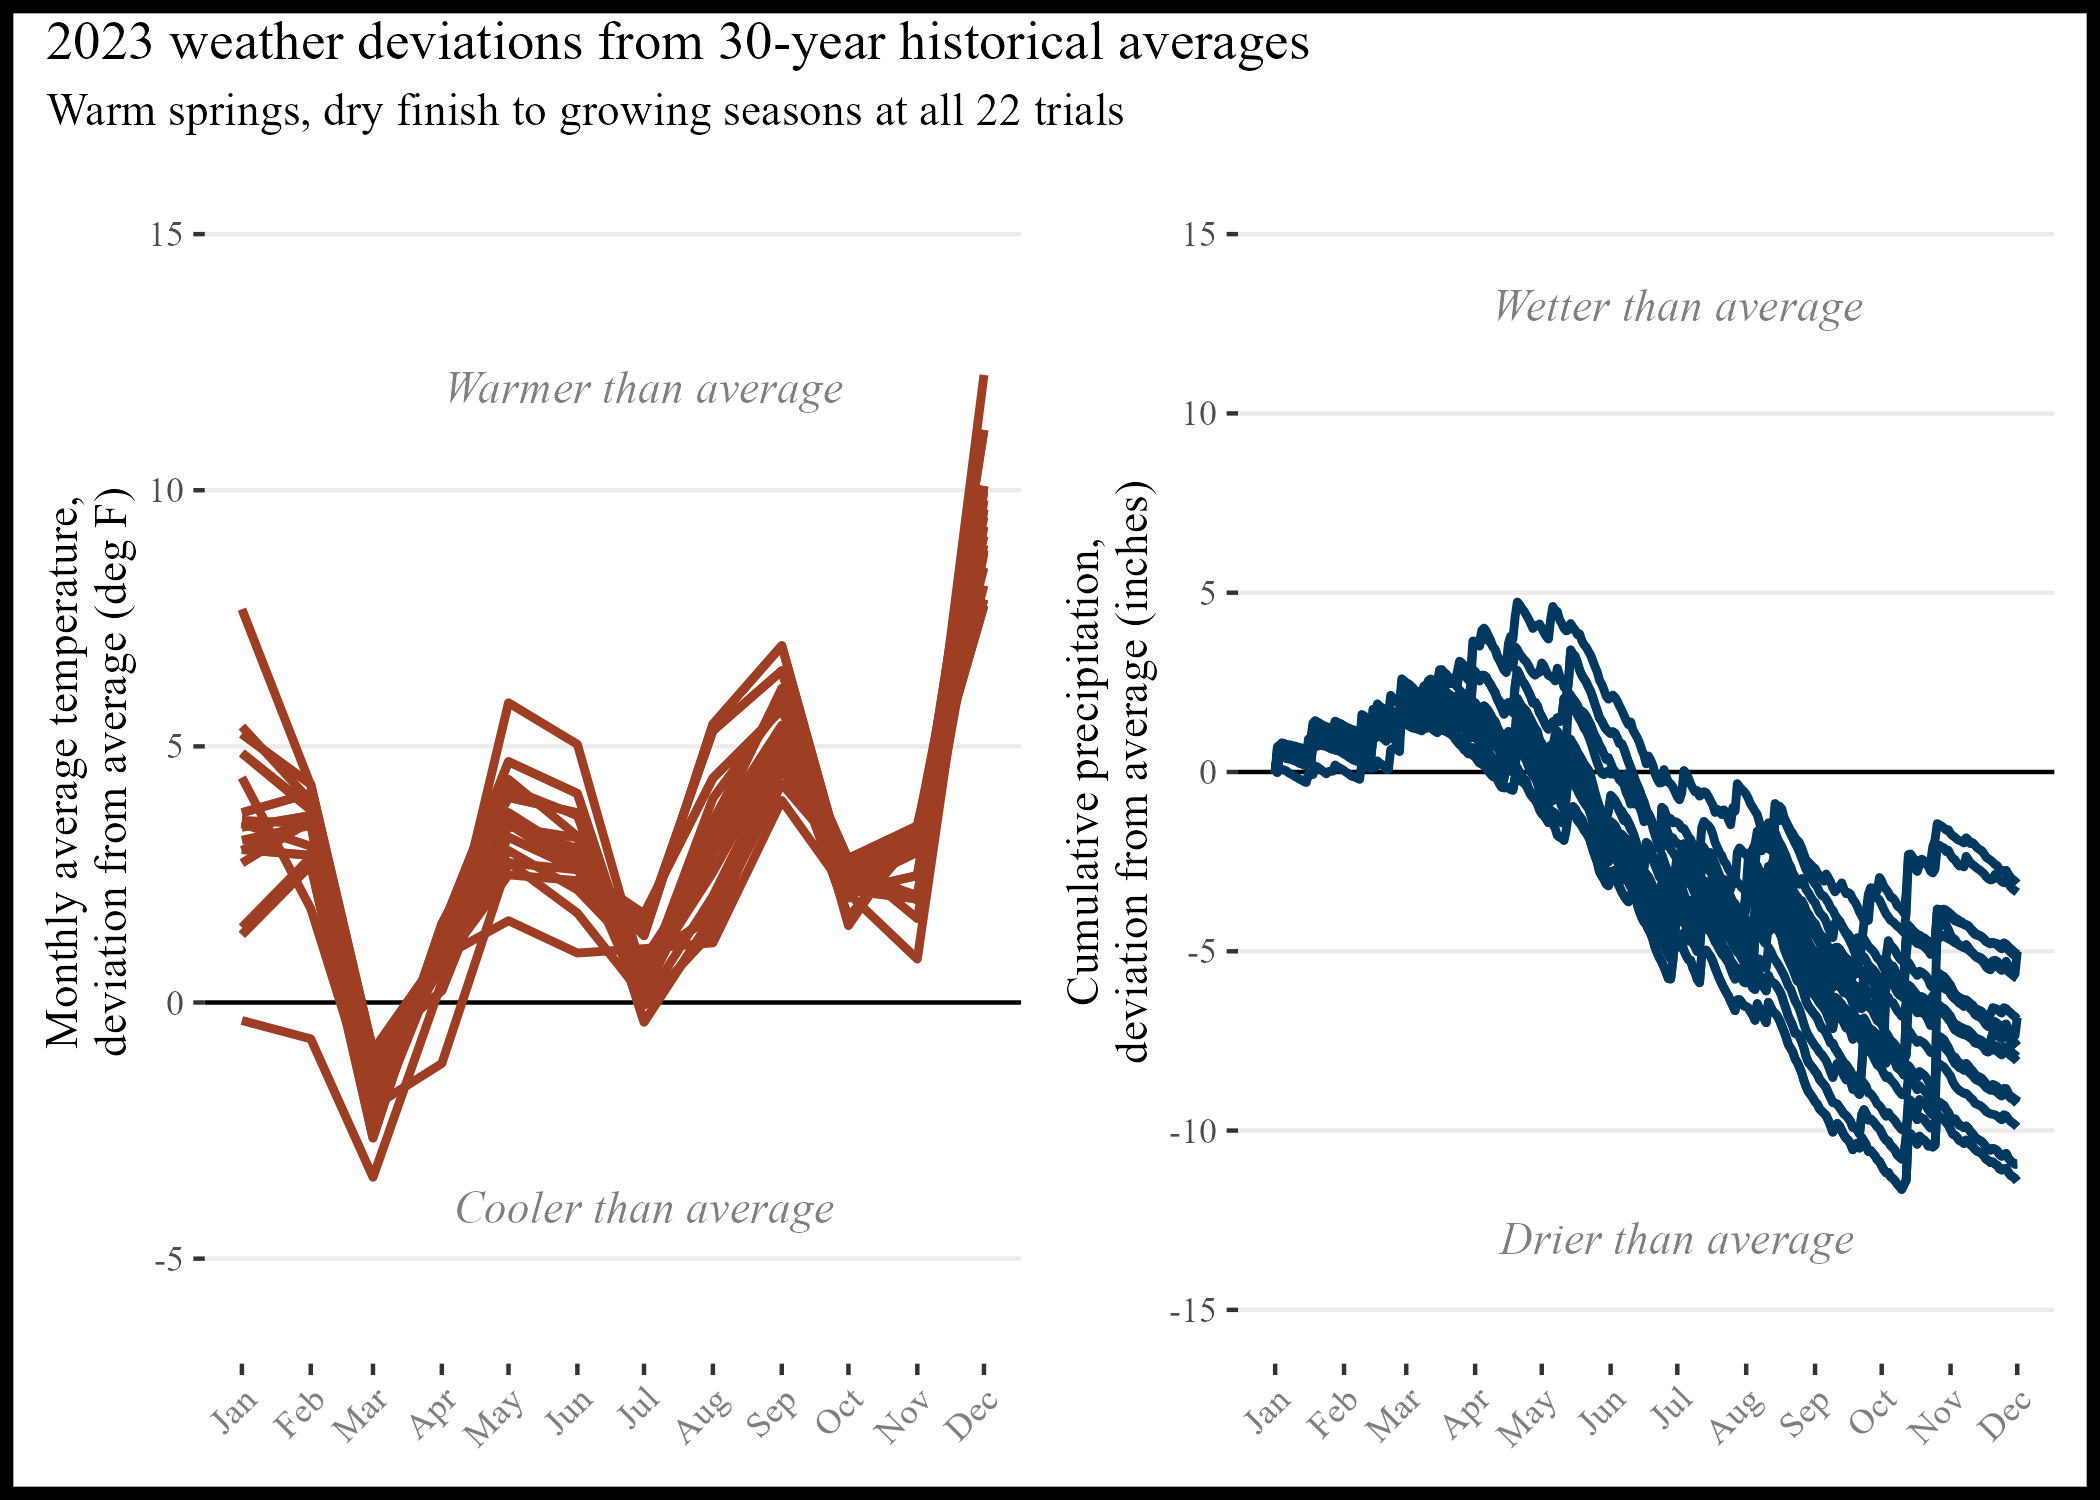 2023 weather deviations from 30-year historical averages
Warm springs, dry finish to growing seasons at all 22 trials
Monthly average temperature,
deviation from average (deg F)
15
10
5
0
-5
Warmer than average
Cooler than average
Jan
Feb
Mar
Apr
May
Jun
Jul
Aug
Sep
Oct
Nov
Dec
Cumulative precipitation,
deviation from average (inches)
15
10
5
0
-5
-10
-15
Wetter than average
Drier than average
Jan
Feb
Mar
Apr
May
Jun
Jul
Aug
Sep
Oct
Nov
Dec